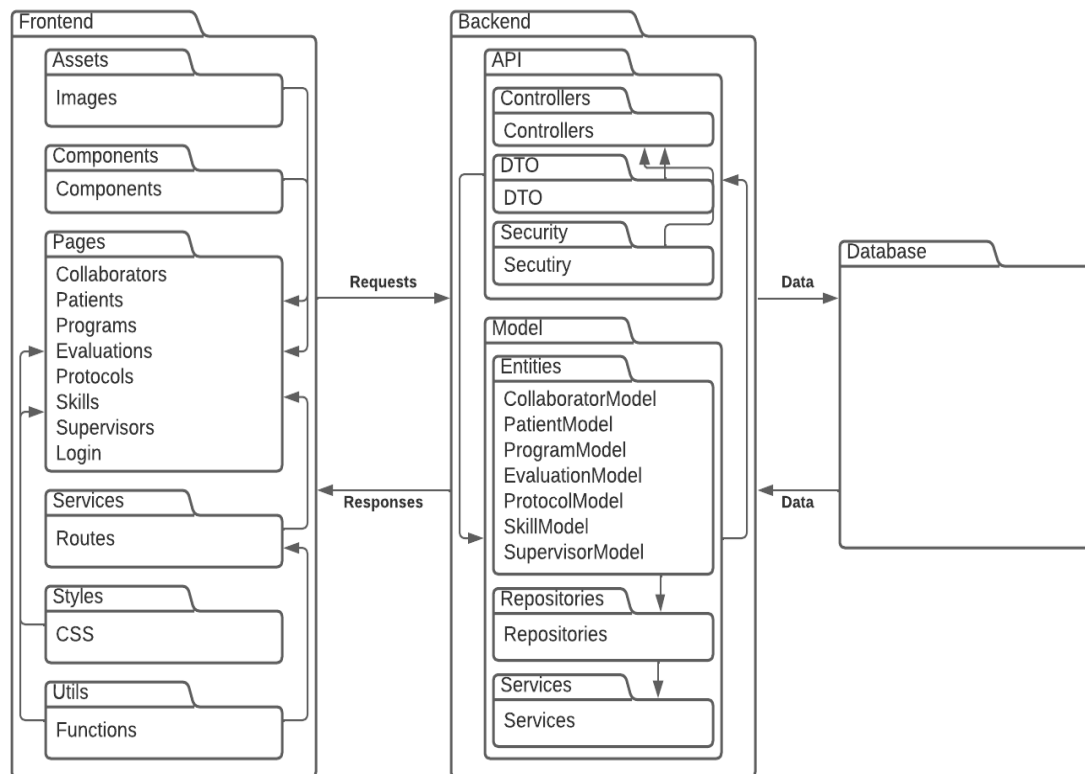 Frontend
Assets
Images
Components
Components
Pages
Collaborators
Patients
Programs
Evaluations
Protocols
Skills
Supervisors
Login
Services
Routes
Styles
CSS
Utils
Functions
Requests
Responses
Backend
API
Controllers
Controllers
DTO
DTO
Security
Secutiry
Model
Entities
CollaboratorModel
PatientModel
ProgramModel
EvaluationModel
ProtocolModel
SkillModel
SupervisorModel
Repositories
Repositories
Services
Services
Data
Data
Database